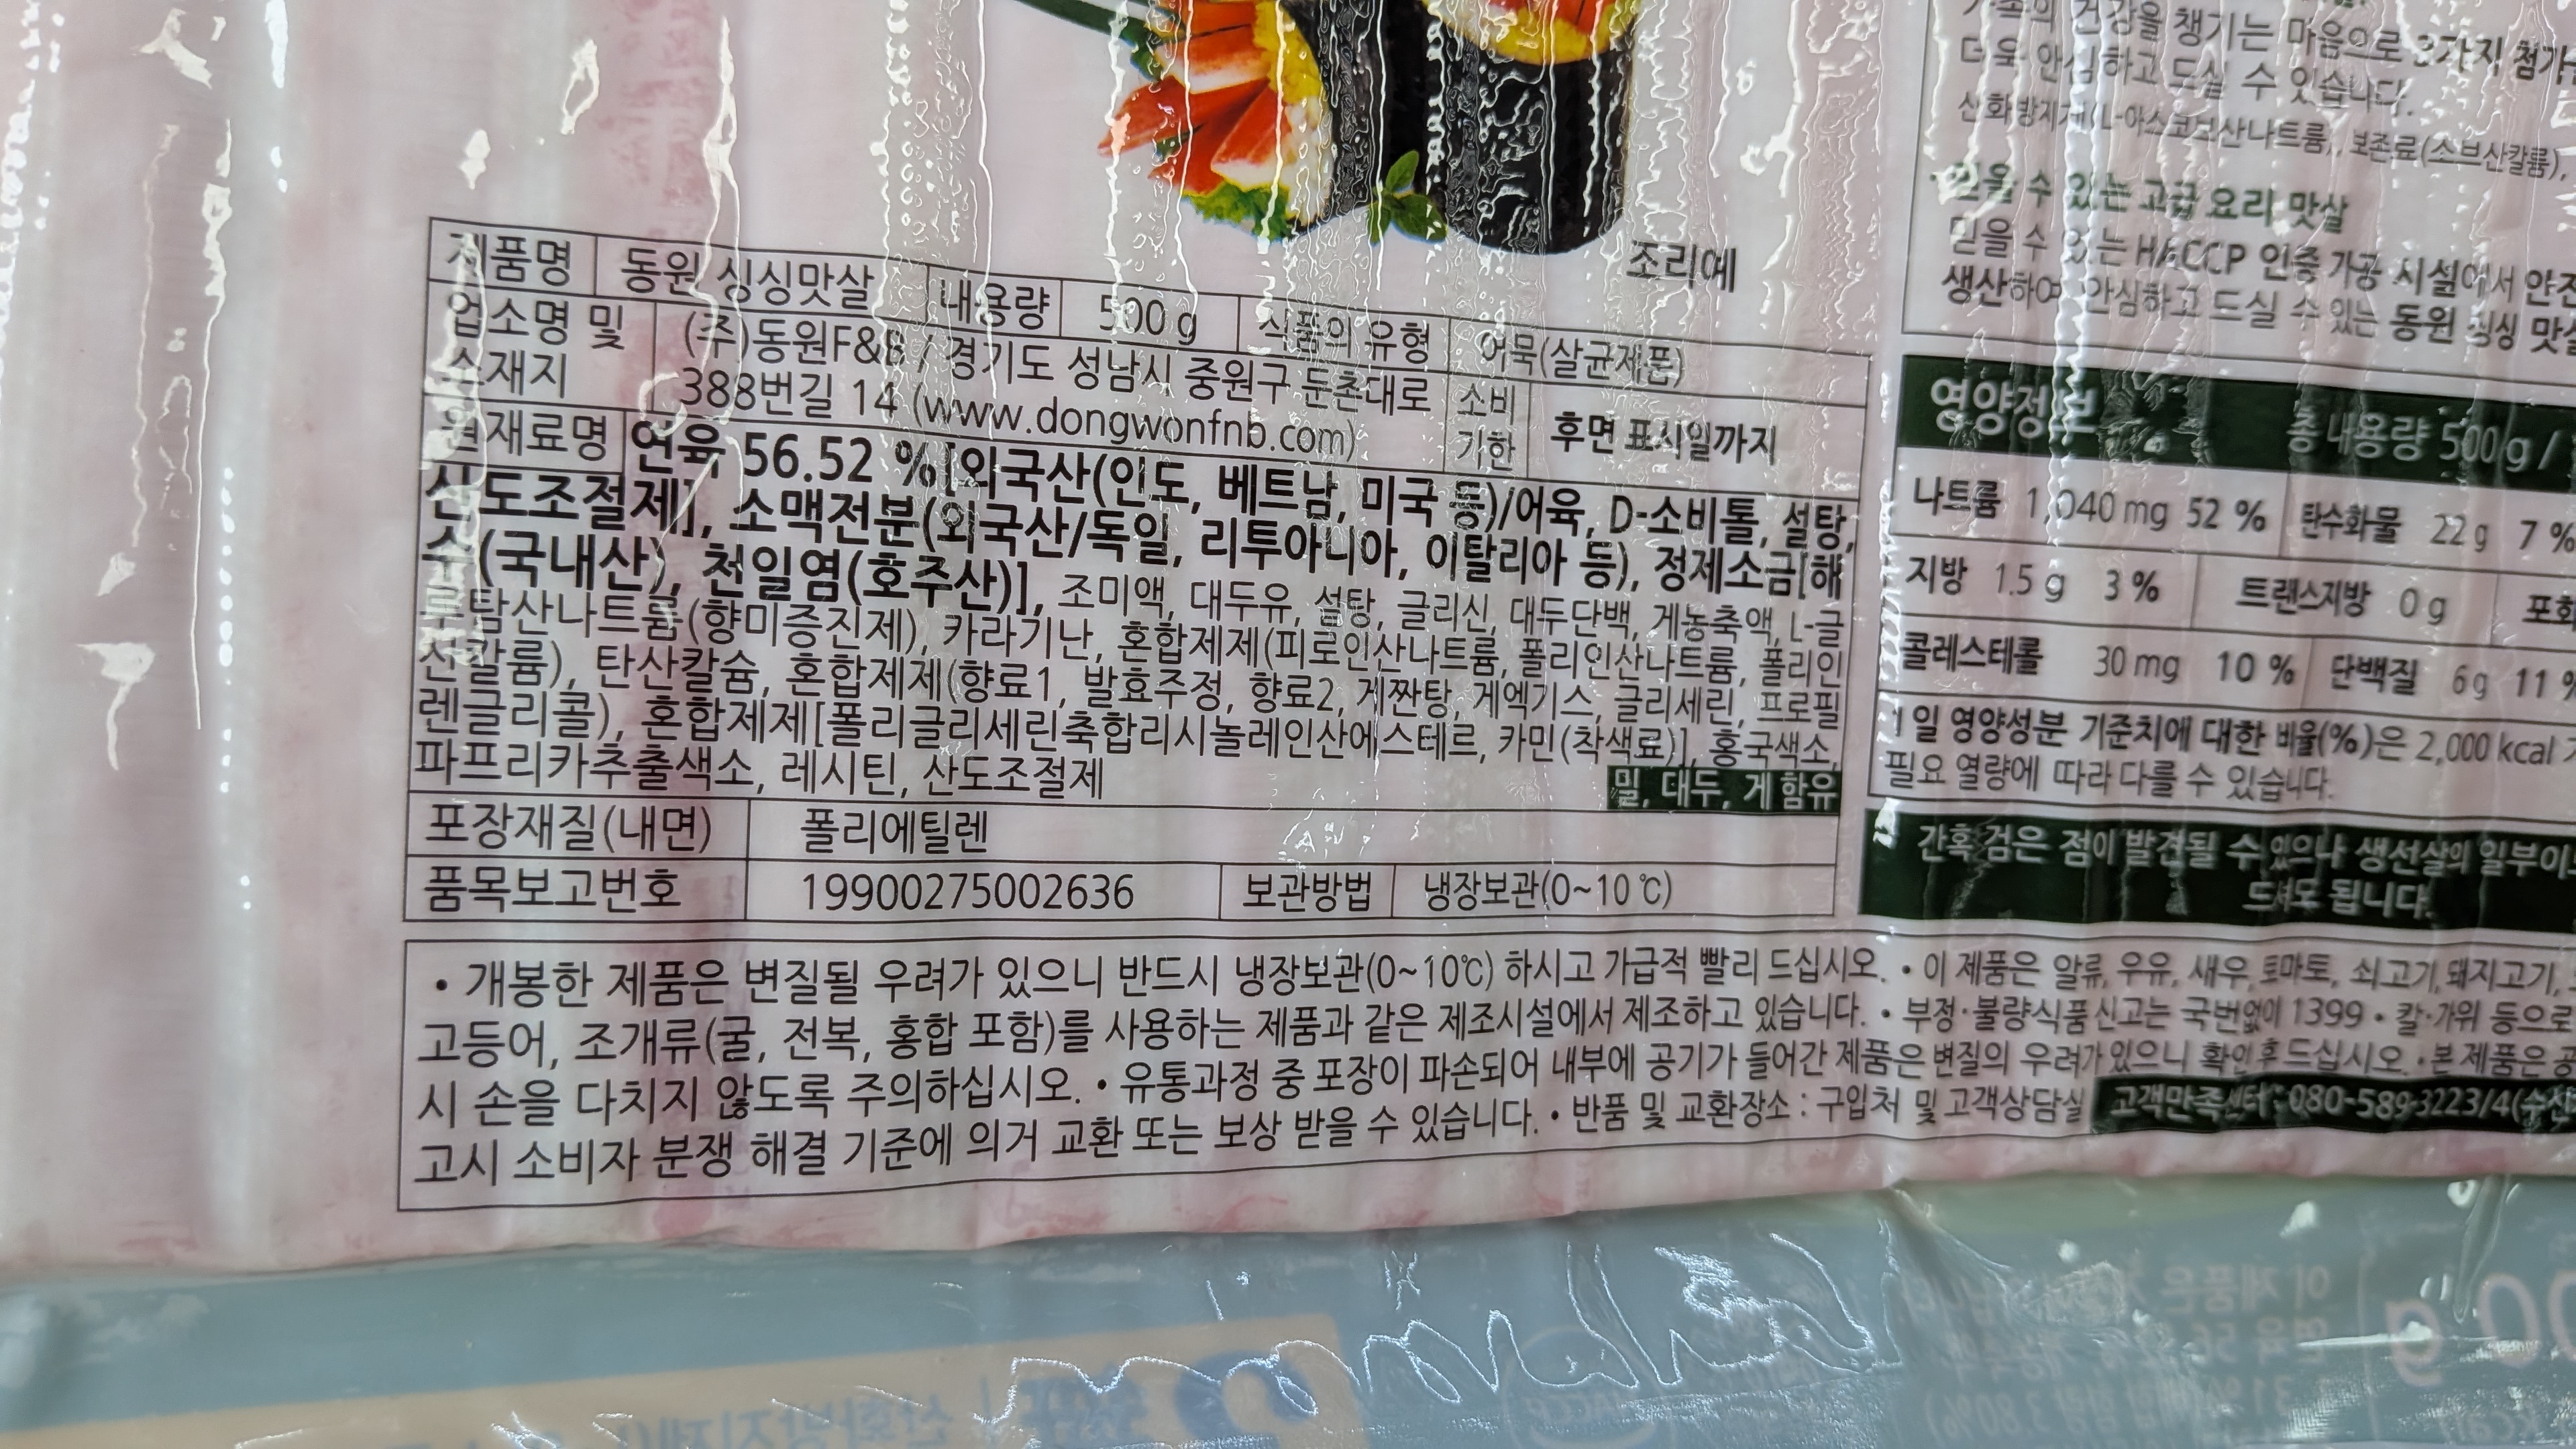 조리예
제품명 동원 싱싱맛살 내용량 500 g 식품의 유형 어묵(살균제품)
업소명 및 소재지 (주)동원F&B / 경기도 성남시 중원구 둔촌대로
388번길 14 (www.dongwonfnb.com) 소비기한 후면 표시일까지
원재료명 연육 56.52 %[외국산(인도, 베트남, 미국 등)/어육, D-소비톨, 설탕,
산도조절제], 소맥전분(외국산/독일, 리투아니아, 이탈리아 등), 정제소금[해
수(국내산), 천일염(호주산)], 조미액, 대두유, 설탕, 글리신, 대두단백, 게농축액, L-글
루탐산나트륨(향미증진제), 카라기난, 혼합제제(피로인산나트륨, 폴리인산나트륨, 폴리인
산칼륨), 탄산칼슘, 혼합제제(향료1, 발효주정, 향료2, 게짠탕, 게엑기스, 글리세린, 프로필
렌글리콜), 혼합제제[폴리글리세린축합리시놀레인산에스테르, 카민(착색료)], 홍국색소,
파프리카추출색소, 레시틴, 산도조절제
밀, 대두, 게 함유
포장재질(내면) 폴리에틸렌
품목보고번호 19900275002636 보관방법 냉장보관(0~10 ℃)
가족의 건강을 챙기는 마음으로 3가지 첨가
더욱 안심하고 드실 수 있습니다.
산화방지제(L-아스코브산나트륨), 보존료(소브산칼륨),
믿을 수 있는 고급 요리 맛살
믿을 수 있는 HACCP 인증 가공 시설에서 안전
생산하여 안심하고 드실 수 있는 동원 싱싱 맛살
영양정보 총 내용량 500 g /
나트륨 1,040 mg 52 % 탄수화물 22 g 7 %
지방 1.5 g 3 % 트랜스지방 0 g 포화
콜레스테롤 30 mg 10 % 단백질 6 g 11 %
1일 영양성분 기준치에 대한 비율(%)은 2,000 kcal
필요 열량에 따라 다를 수 있습니다.
간혹 검은 점이 발견될 수 있으나 생선살의 일부이
드셔도 됩니다.
• 개봉한 제품은 변질될 우려가 있으니 반드시 냉장보관(0~10℃) 하시고 가급적 빨리 드십시오. • 이 제품은 알류, 우유, 새우, 토마토, 쇠고기, 돼지고기,
고등어, 조개류(굴, 전복, 홍합 포함)를 사용하는 제품과 같은 제조시설에서 제조하고 있습니다. • 부정·불량식품 신고는 국번없이 1399 • 칼·가위 등으로
시 손을 다치지 않도록 주의하십시오. • 유통과정 중 포장이 파손되어 내부에 공기가 들어간 제품은 변질의 우려가 있으니 확인 후 드십시오. • 본 제품은 공
고시 소비자 분쟁 해결 기준에 의거 교환 또는 보상 받을 수 있습니다. • 반품 및 교환장소 : 구입처 및 고객상담실 고객만족센터 : 080-589-3223/4(수신